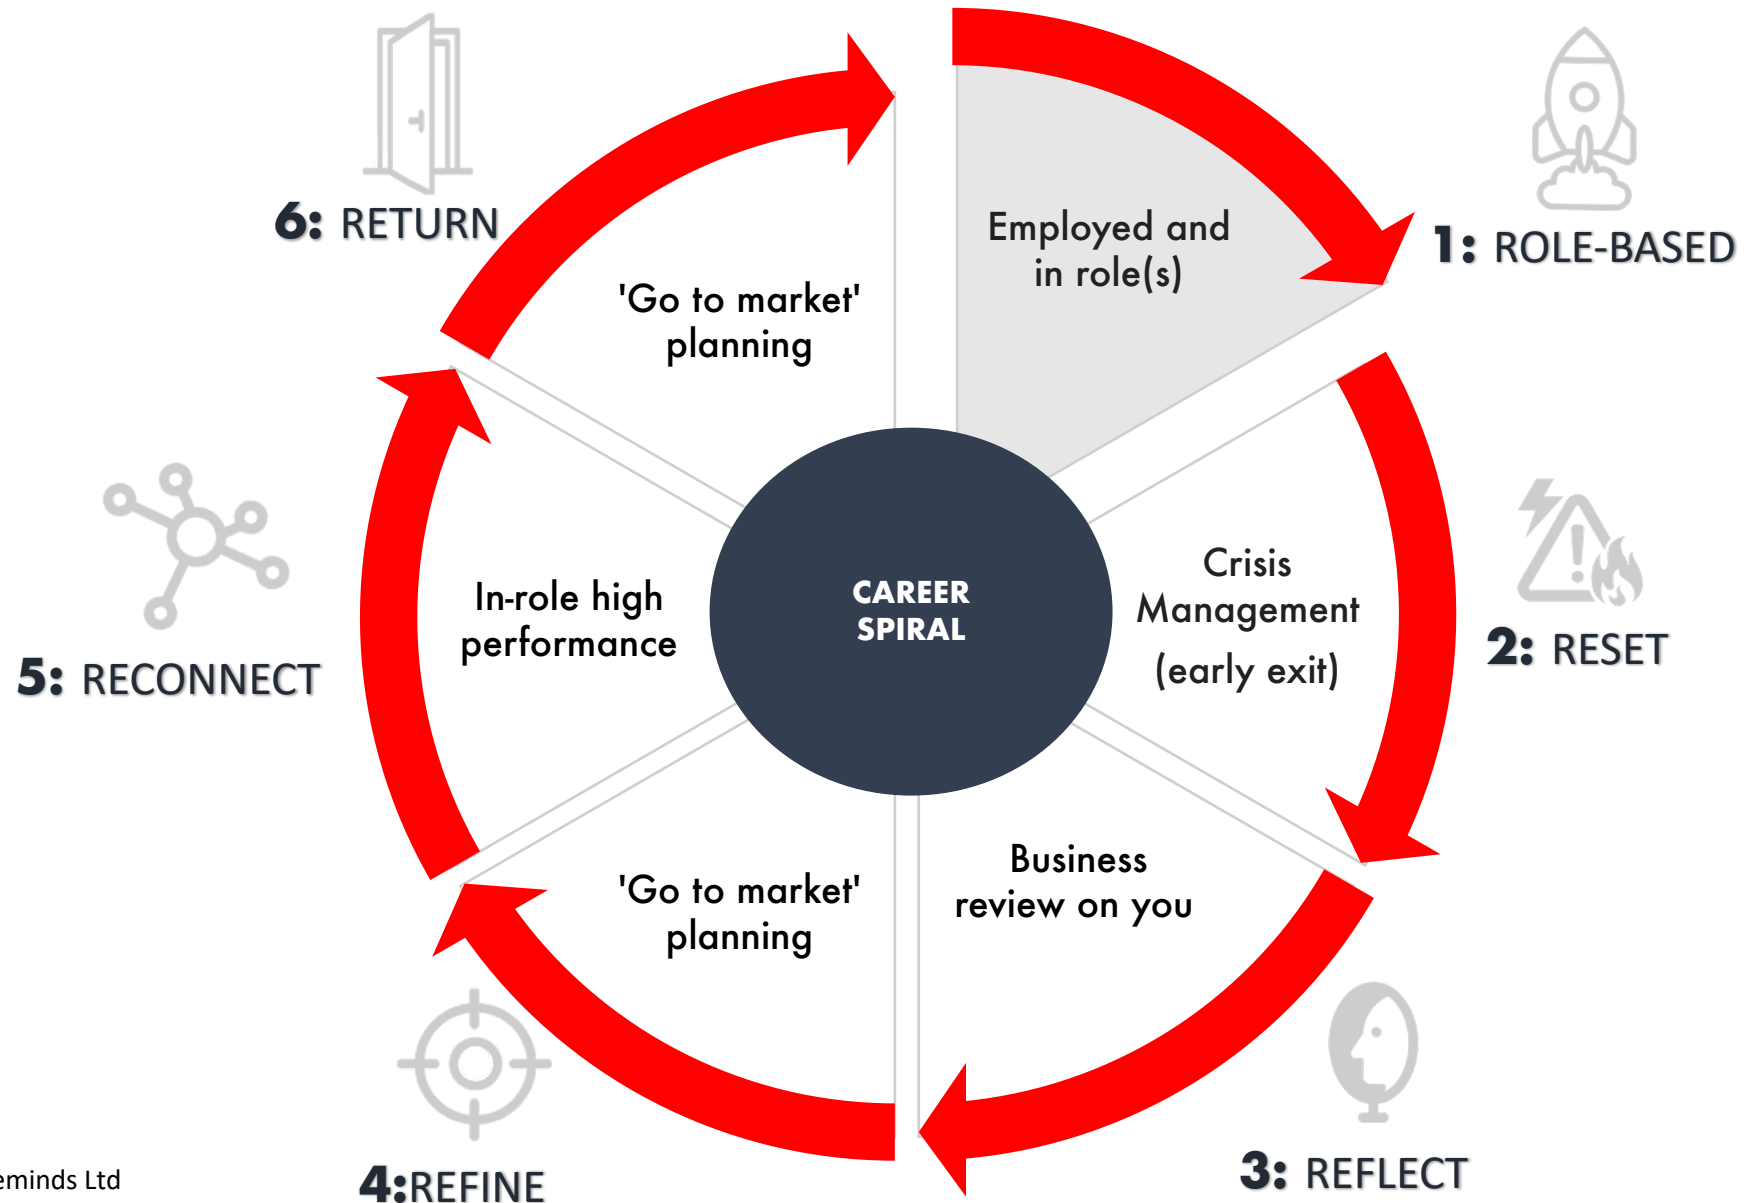 6: RETURN
1: ROLE-BASED
Employed and
in role(s)
'Go to market'
planning
Crisis
Management
(early exit)
2: RESET
CAREER
SPIRAL
In-role high
performance
5: RECONNECT
Business
review on you
'Go to market'
planning
3: REFLECT
4:REFINE
Ltd